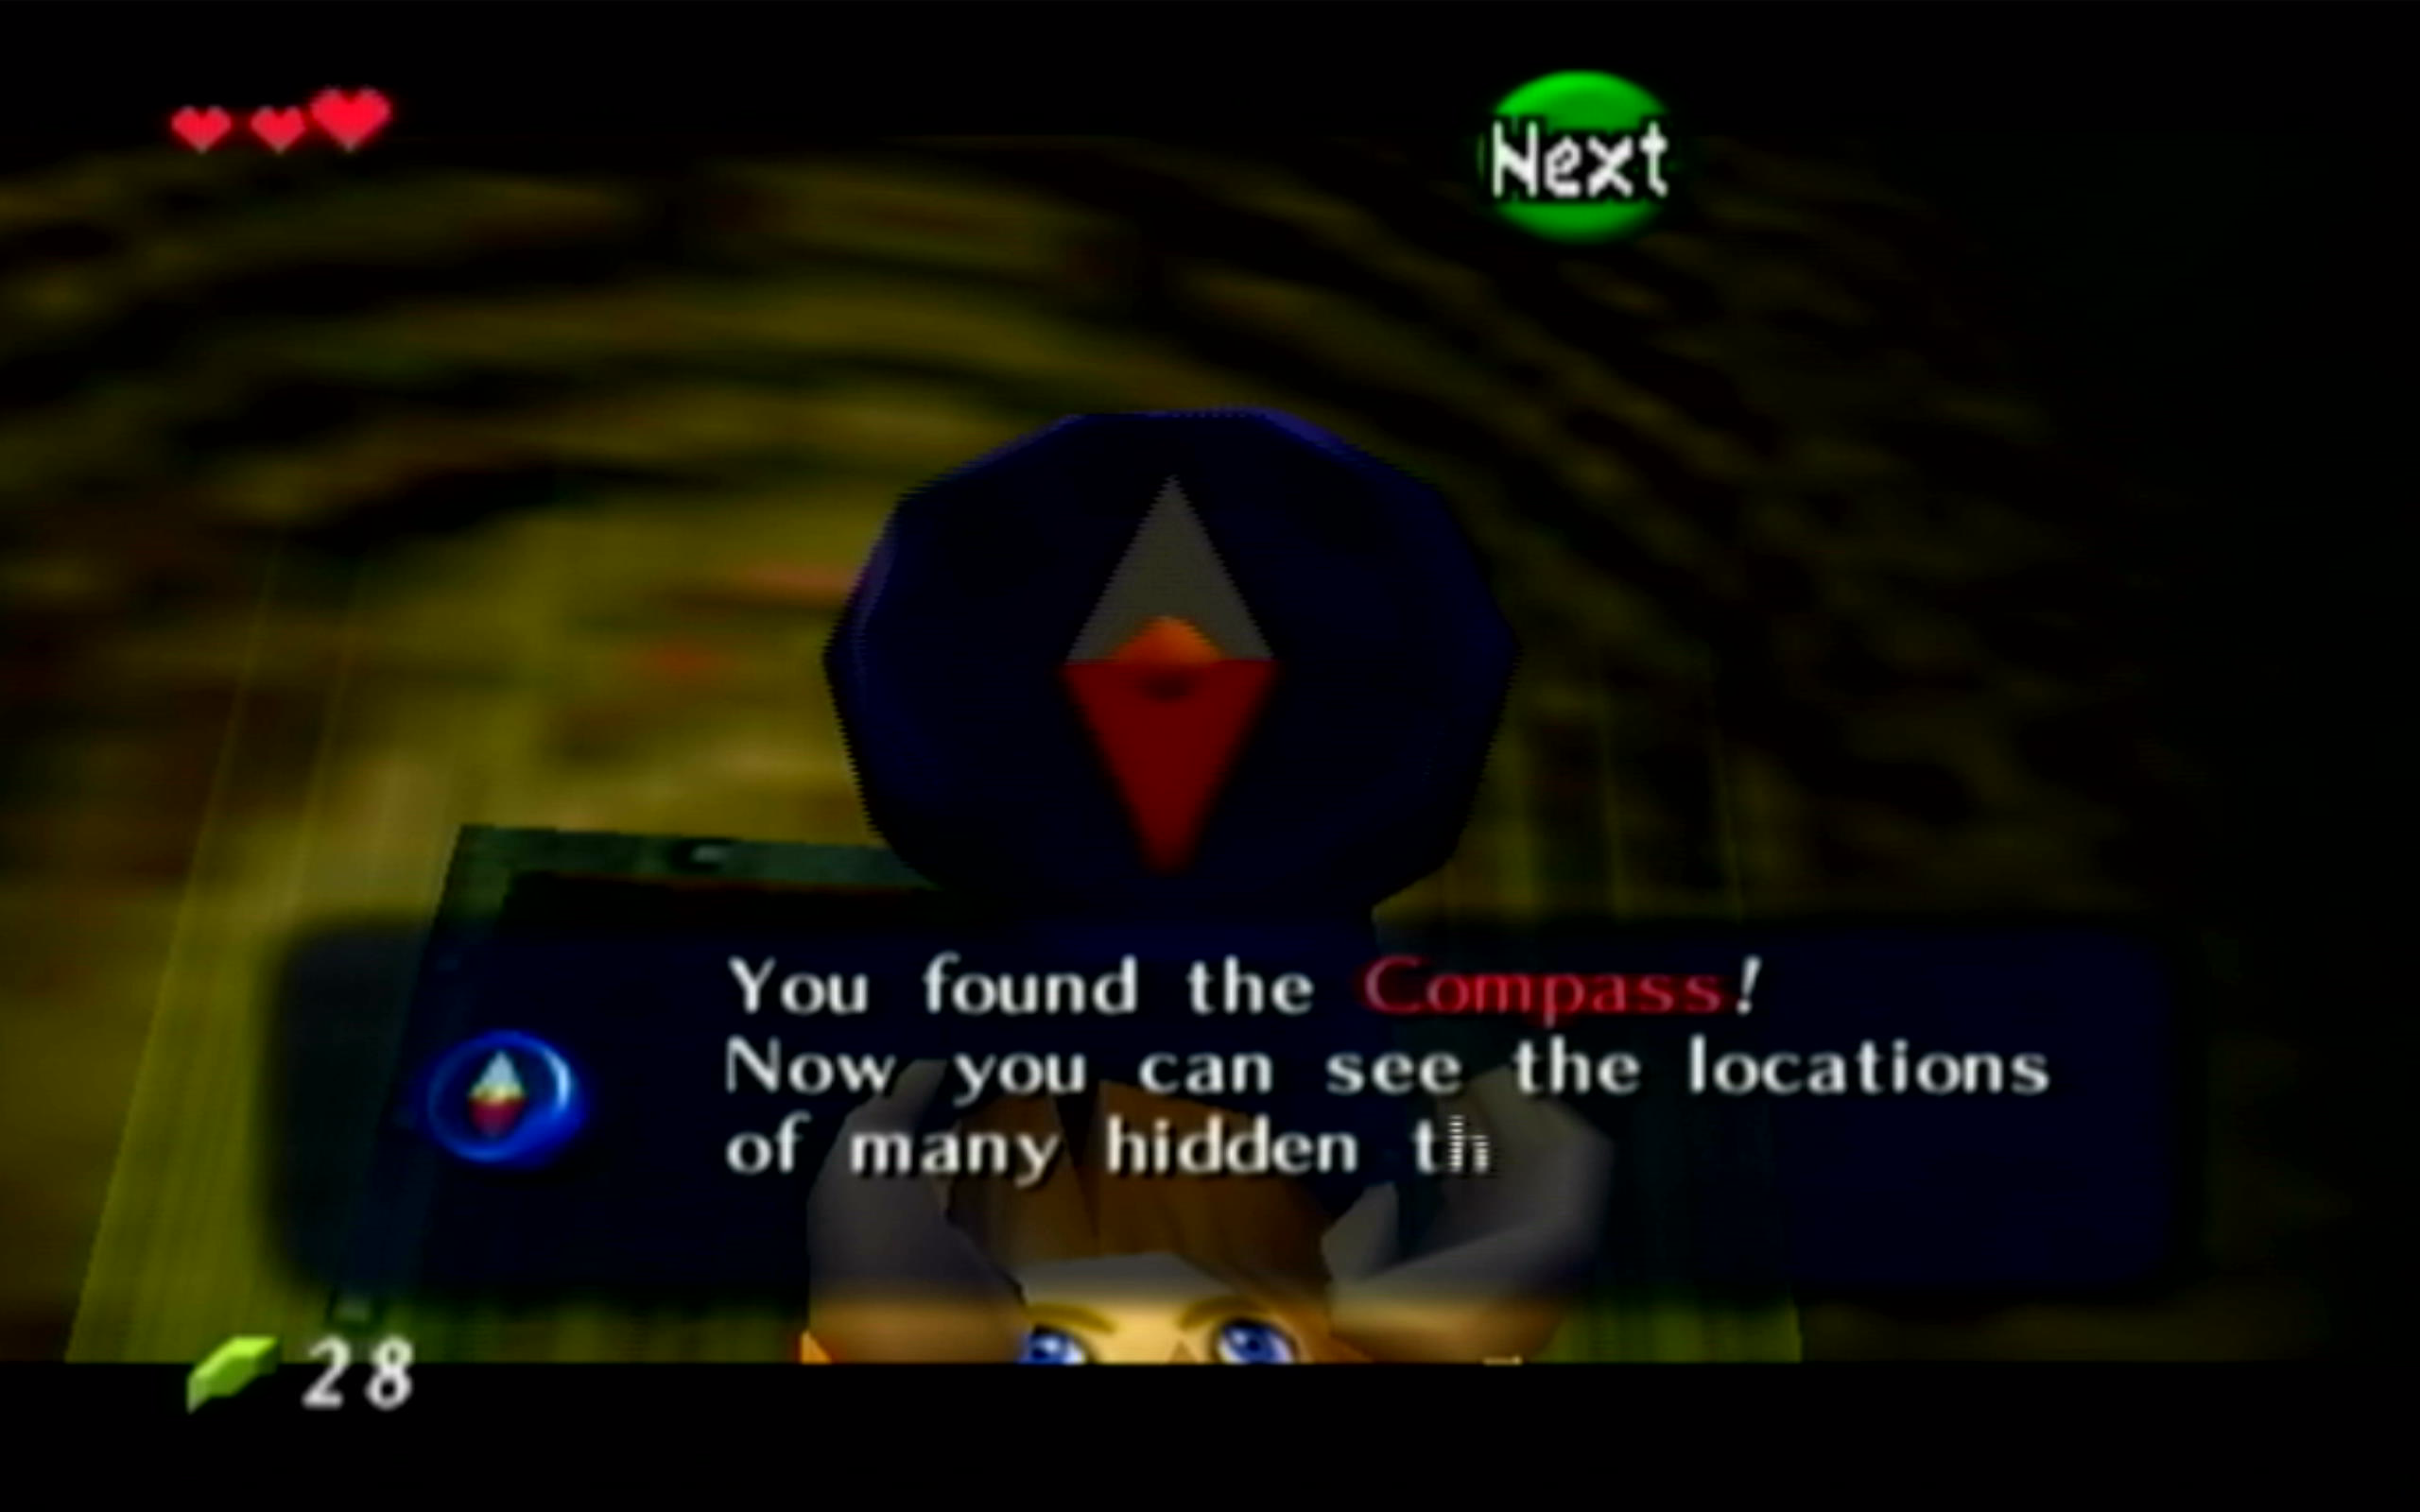 Next
You found the Compass!
Now you can see the locations
of many hidden th
28